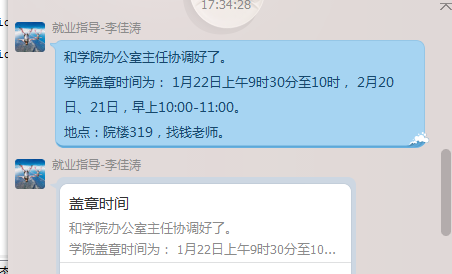 17:34:28
就业指导-李佳涛
和学院办公室主任协调好了。
学院盖章时间为： 1月22日上午9时30分至10时， 2月20
日、21日，早上10:00-11:00。
地点：院楼319，找钱老师。
就业指导-李佳涛
盖章时间
和学院办公室主任协调好了。
学院盖章时间为： 1月22日上午9时30分至10...